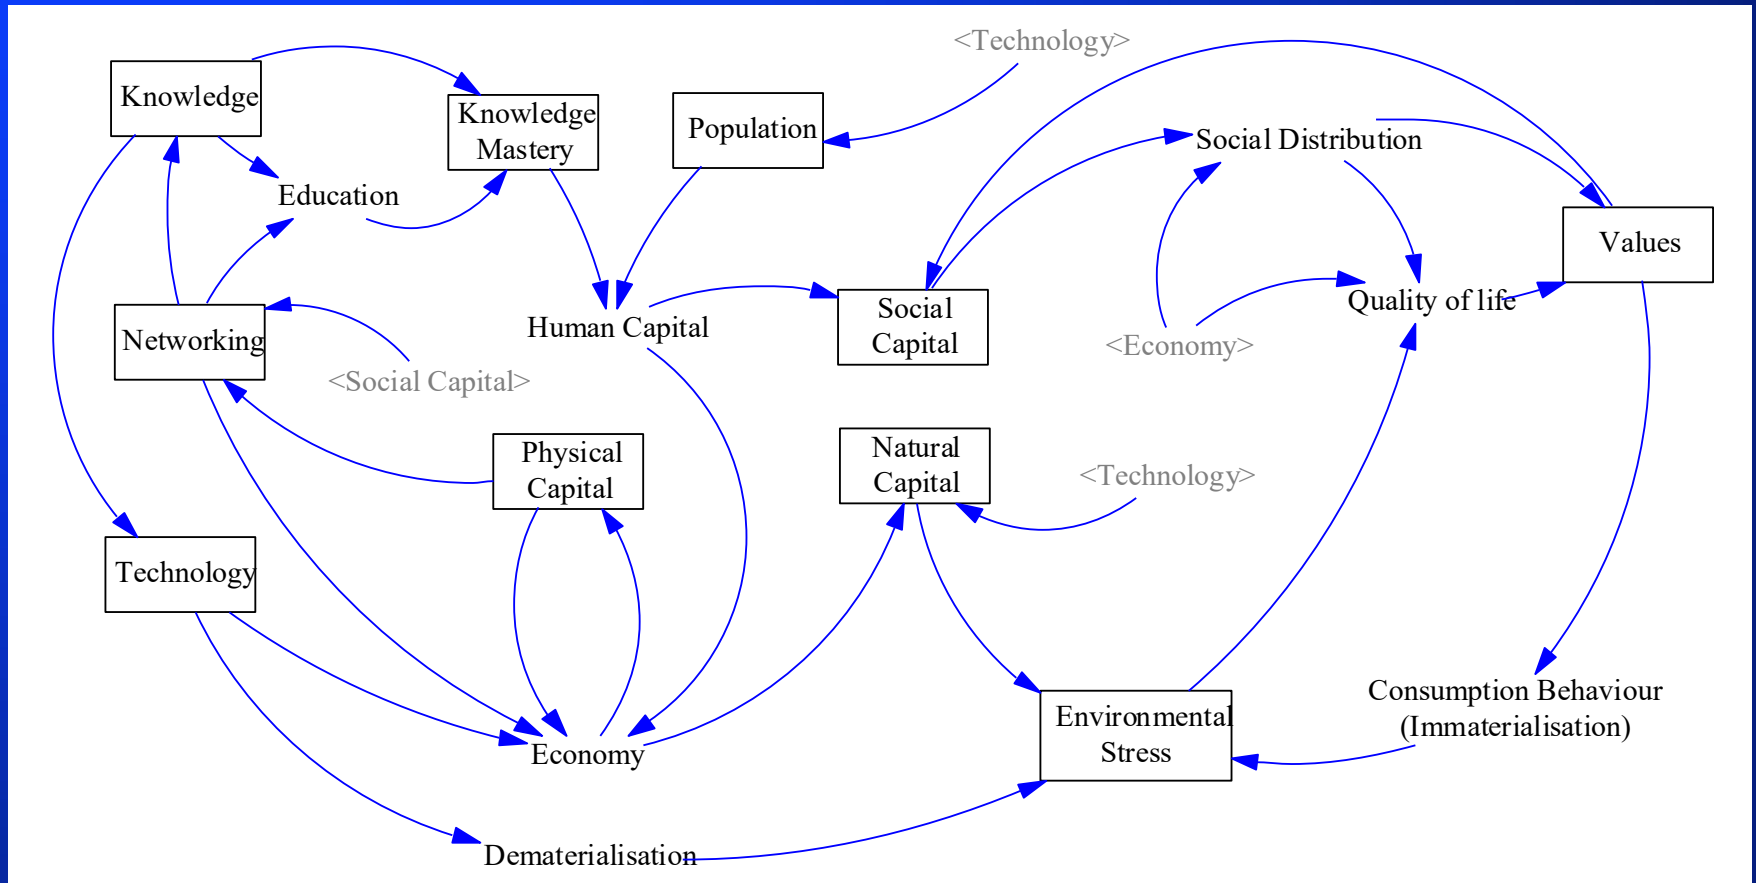 <Technology>
Knowledge
Knowledge
Mastery
Population
Social Distribution
Education
Values
Quality of life
Social
Capital
Human Capital
Networking
<Economy>
<Social Capital>
Physical
Capital
Natural
Capital
<Technology>
Technology
Consumption Behaviour
(Immaterialisation)
Environmental
Stress
Economy
Dematerialisation